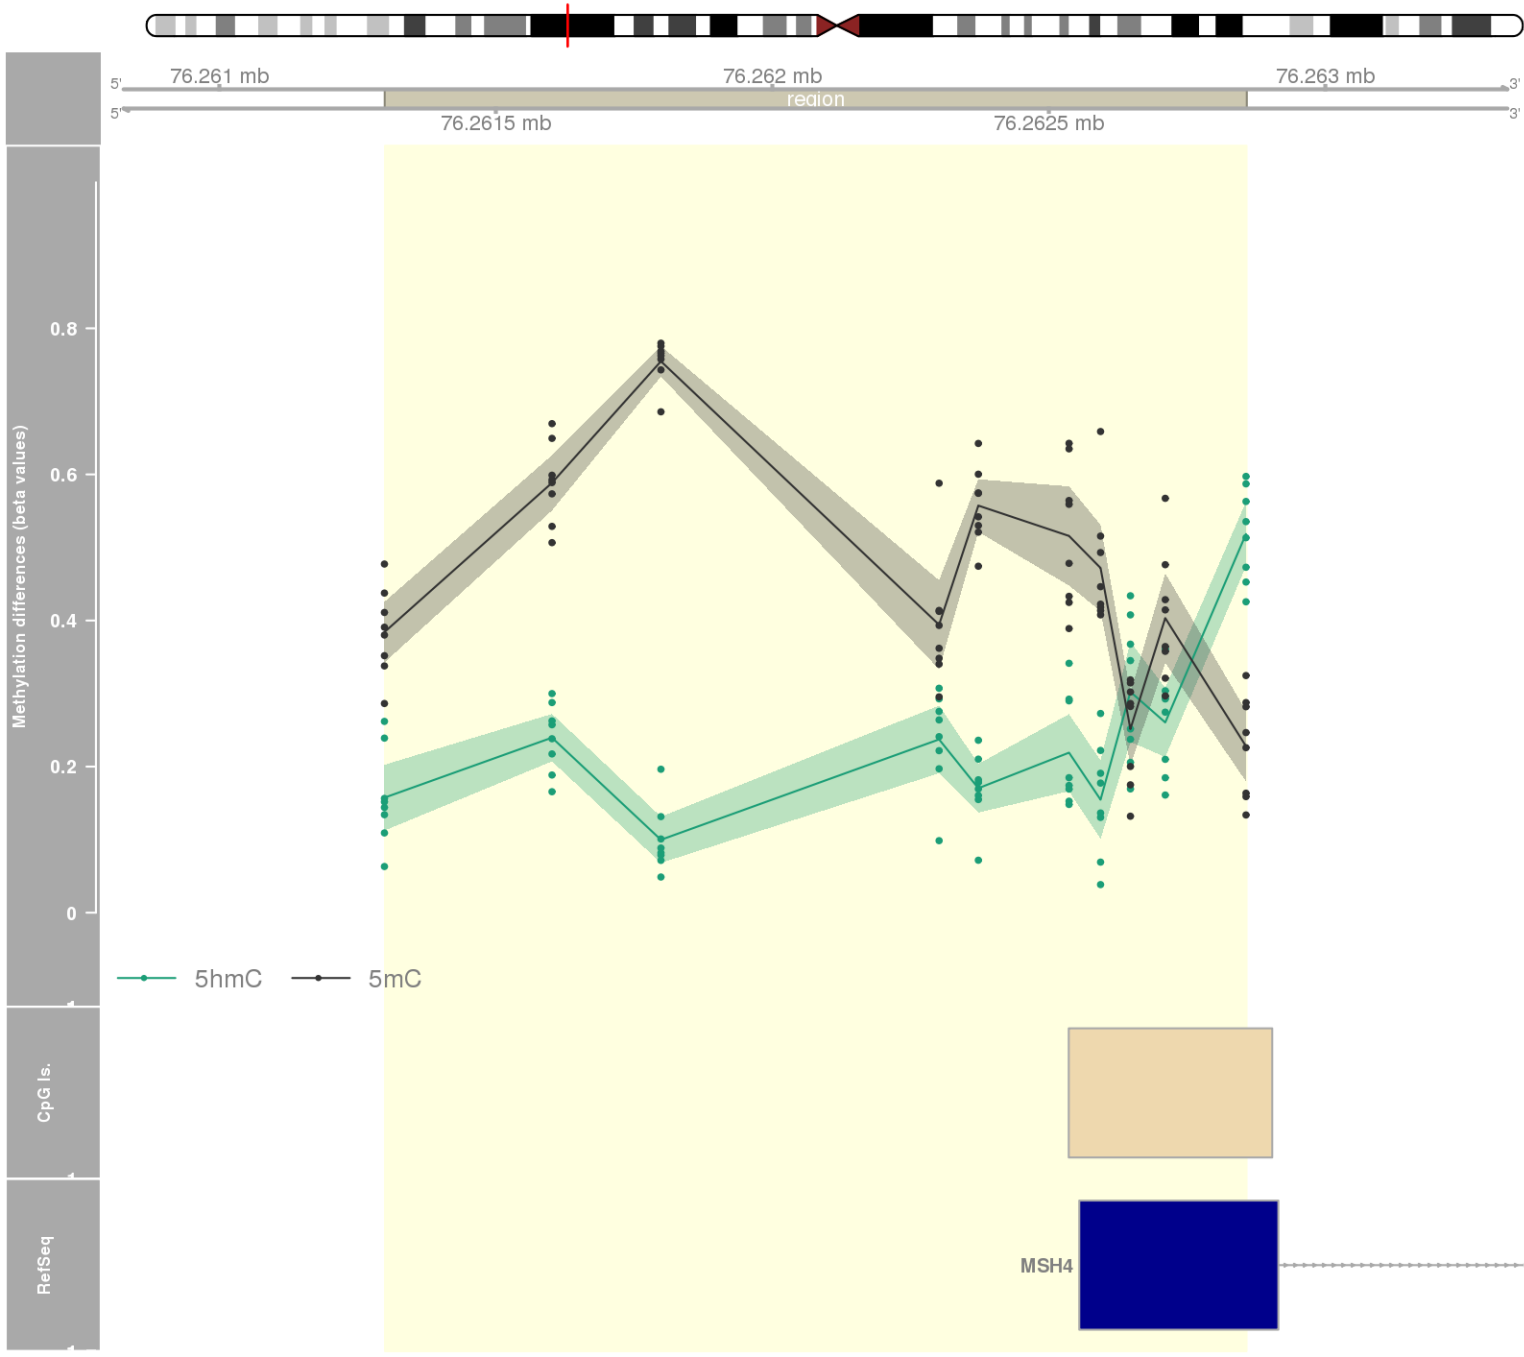 76.261 mb 76.262 mb 76.263 mb
5' 3'
region
5' 3'
76.2615 mb 76.2625 mb
Methylation differences (beta values)
0.8
0.6
0.4
0.2
0
5hmC 5mC
CpG Is.
RefSeq
MSH4